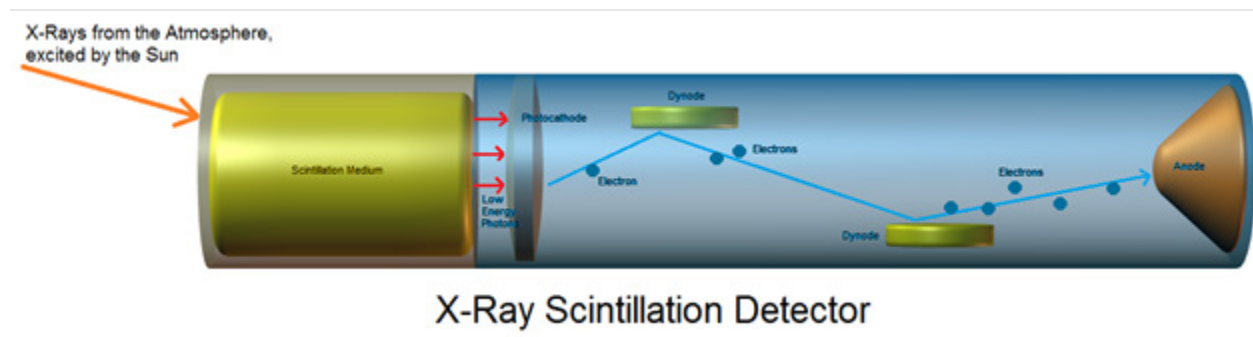 X-Rays from the Atmosphere,
excited by the Sun
Dynode
Photocathode
Electrons
Scintillation Medium
Electron
Electrons
Anode
Low
Energy
Photons
Dynode
X-Ray Scintillation Detector